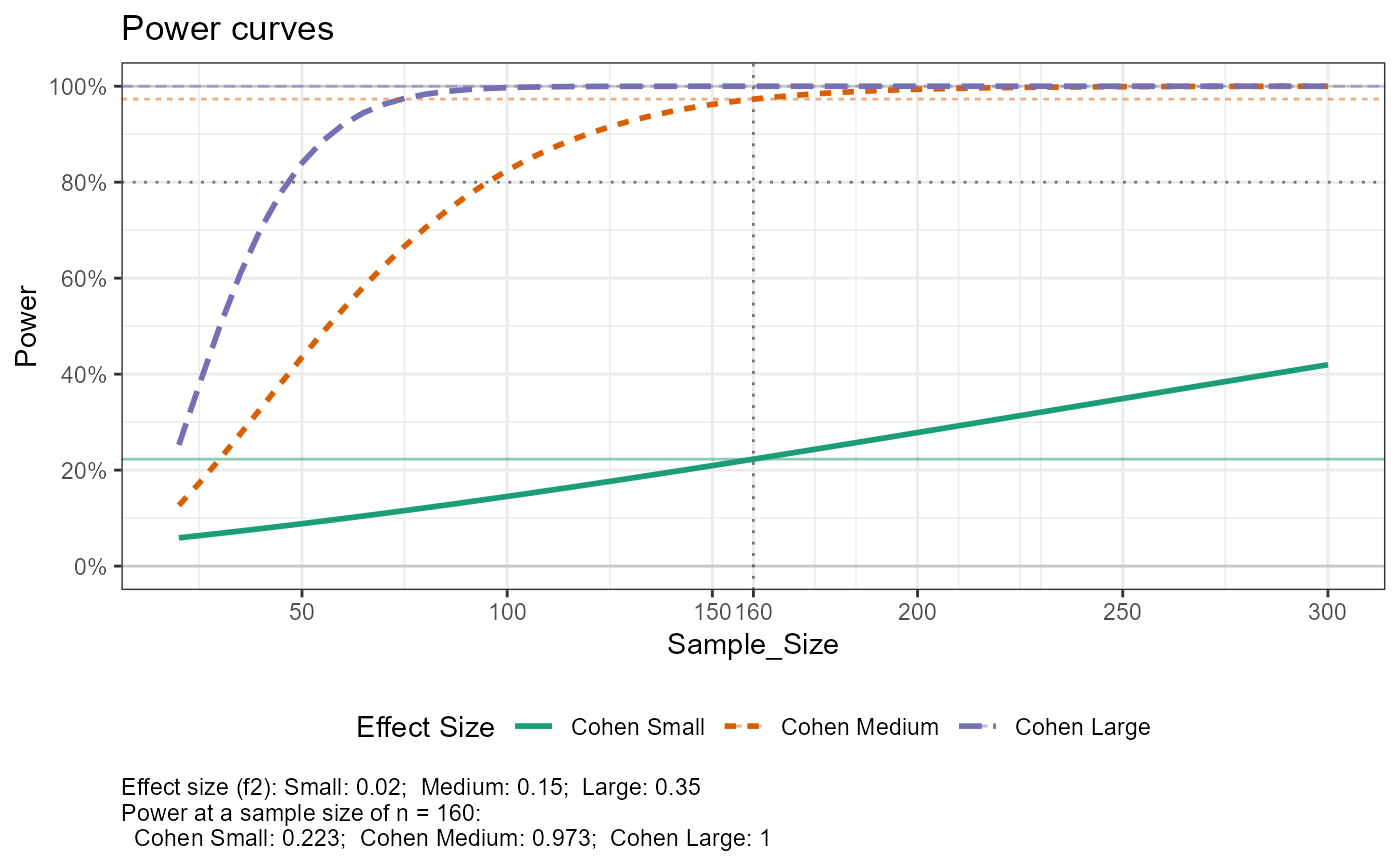 Power curves
100%
80%
60%
40%
20%
0%
Power
50 100 150 160 200 250 300
Sample_Size
Effect Size Cohen Small Cohen Medium Cohen Large
Effect size (f2): Small: 0.02;  Medium: 0.15;  Large: 0.35
Power at a sample size of n = 160:
  Cohen Small: 0.223;  Cohen Medium: 0.973;  Cohen Large: 1